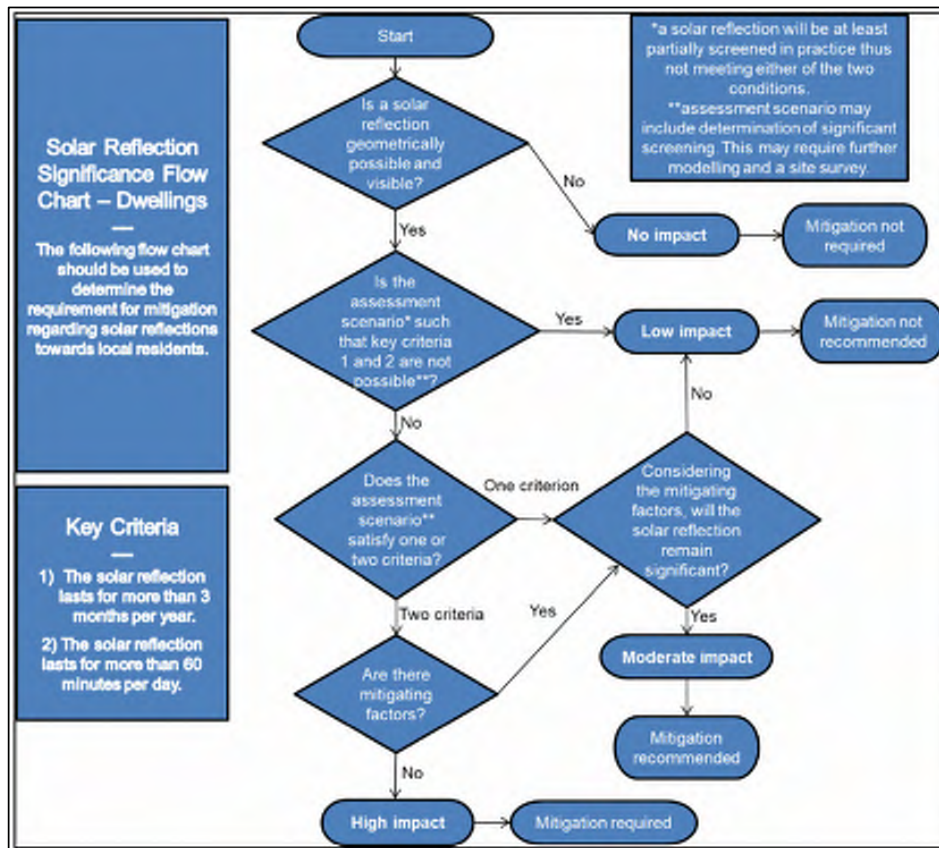 Solar Reflection
Significance Flow
Chart – Dwellings
—
The following flow chart
should be used to
determine the
requirement for mitigation
regarding solar reflections
towards local residents.
Key Criteria
—
1) The solar reflection
lasts for more than 3
months per year.
2) The solar reflection
lasts for more than 60
minutes per day.
*a solar reflection will be at least
partially screened in practice thus
not meeting either of the two
conditions.
**assessment scenario may
include determination of significant
screening. This may require further
modelling and a site survey.
Start
Is a solar
reflection
geometrically
possible and
visible?
No
No impact
Mitigation not
required
Yes
Is the
assessment
scenario* such
that key criteria
1 and 2 are not
possible**?
Yes
Low impact
Mitigation not
recommended
No
No
Does the
assessment
scenario**
satisfy one or
two criteria?
One criterion
Considering
the mitigating
factors, will the
solar reflection
remain
significant?
Two criteria
Yes
Yes
Are there
mitigating
factors?
Moderate impact
Mitigation
recommended
No
High impact
Mitigation required